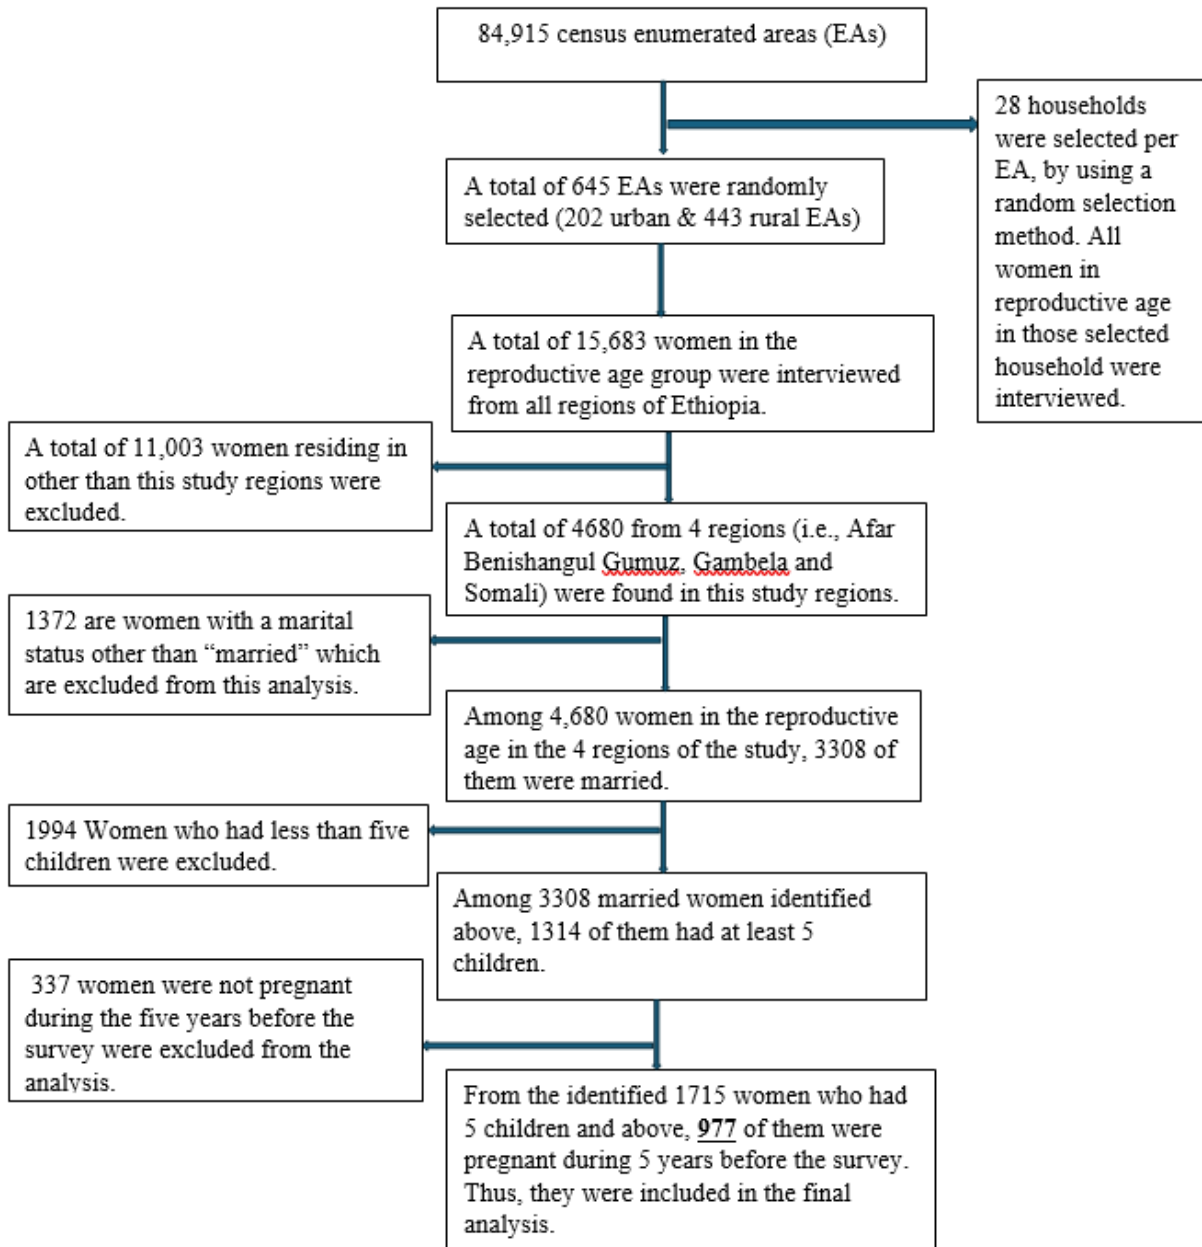 84,915 census enumerated areas (EAs)
28 households
were selected per
EA, by using a
random selection
method. All
women in
reproductive age
in those selected
household were
interviewed.
A total of 645 EAs were randomly
selected (202 urban & 443 rural EAs)
A total of 15,683 women in the
reproductive age group were interviewed
from all regions of Ethiopia.
A total of 11,003 women residing in
other than this study regions were
excluded.
A total of 4680 from 4 regions (i.e., Afar
Benishangul Gumuz, Gambela and
Somali) were found in this study regions.
1372 are women with a marital
status other than “married” which
are excluded from this analysis.
Among 4,680 women in the reproductive
age in the 4 regions of the study, 3308 of
them were married.
1994 Women who had less than five
children were excluded.
Among 3308 married women identified
above, 1314 of them had at least 5
children.
337 women were not pregnant
during the five years before the
survey were excluded from the
analysis.
From the identified 1715 women who had
5 children and above, 977 of them were
pregnant during 5 years before the survey.
Thus, they were included in the final
analysis.